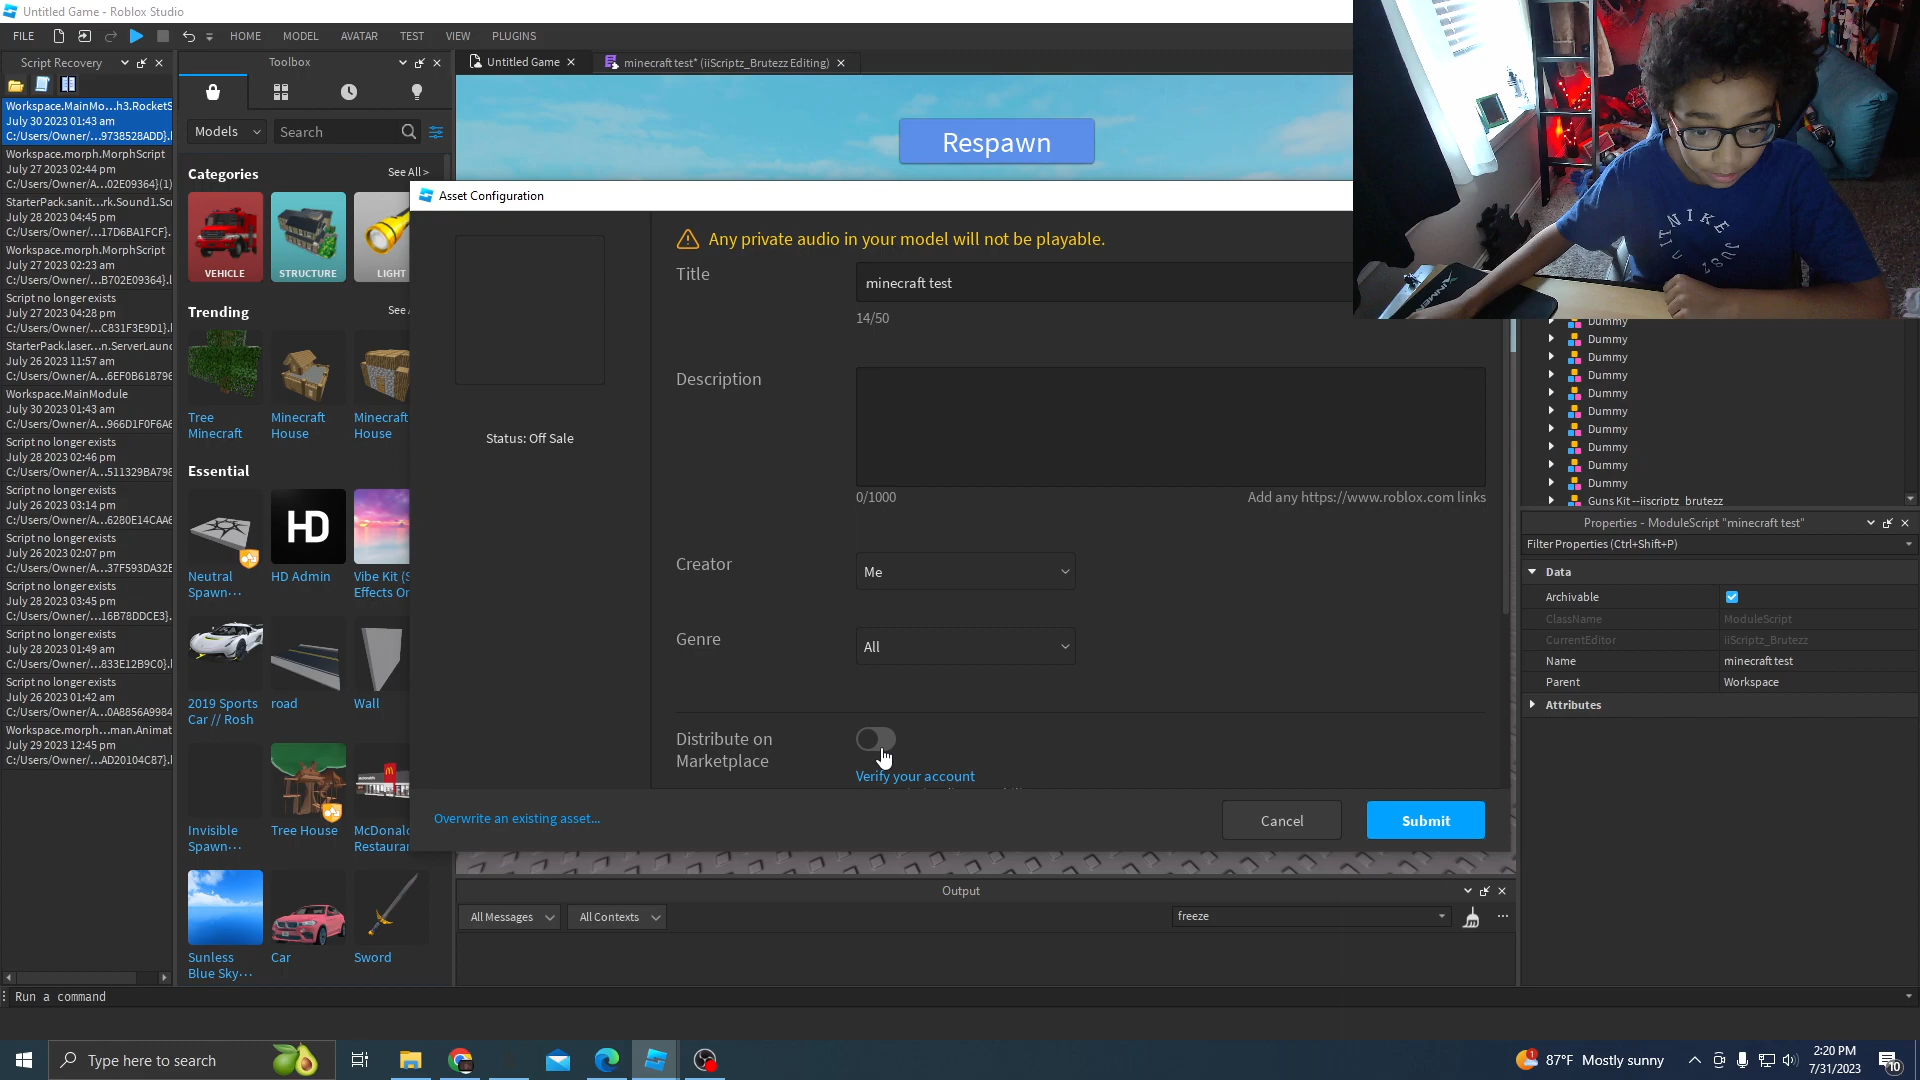 Untitled Game - Roblox Studio
FILE
HOME
MODEL
AVATAR
TEST
VIEW
PLUGINS
Script Recovery
Toolbox
Untitled Game
minecraft test* (iiScriptz_Brutezz Editing)
Workspace.MainMo...h3.RocketS
July 30 2023 01:43 am
C:/Users/Owner/...9738528ADD}.l
Workspace.morph.MorphScript
July 27 2023 02:44 pm
C:/Users/Owner/A...02E09364}(1)
StarterPack.sanit...rk.Sound1.Scr
July 28 2023 04:45 pm
C:/Users/Owner/...17D6BA1FCF}.
Workspace.morph.MorphScript
July 27 2023 02:23 am
C:/Users/Owner/A...B702E09364}.l
Script no longer exists
July 27 2023 04:28 pm
C:/Users/Owner/...C831F3E9D1}.l
StarterPack.laser...n.ServerLaunc
July 26 2023 11:57 am
C:/Users/Owner/A...6EF0B618796
Workspace.MainModule
July 30 2023 01:43 am
C:/Users/Owner/A...966D1F0F6A6
Script no longer exists
July 28 2023 02:46 pm
C:/Users/Owner/A...511329BA798
Script no longer exists
July 26 2023 03:14 pm
C:/Users/Owner/A...6280E14CAA6
Script no longer exists
July 26 2023 02:07 pm
C:/Users/Owner/A...37F593DA32E
Script no longer exists
July 28 2023 03:45 pm
C:/Users/Owner/...16B78DDCE3}.
Script no longer exists
July 28 2023 01:49 am
C:/Users/Owner/...833E12B9C0}.l
Script no longer exists
July 26 2023 01:42 am
C:/Users/Owner/...0A8856A9984
Workspace.morph...man.Animat
July 29 2023 12:45 pm
C:/Users/Owner/...AD20104C87}.l
Models
Search
Categories
See All >
VEHICLE
STRUCTURE
LIGHT
Trending
See
Tree Minecraft
Minecraft House
Minecraft House
Essential
HD
Neutral Spawn...
HD Admin
Vibe Kit (S Effects On
2019 Sports Car // Rosh
road
Wall
Invisible Spawn...
Tree House
McDonald Restaurar
Sunless Blue Sky...
Car
Sword
Respawn
Asset Configuration
Any private audio in your model will not be playable.
Title
minecraft test
14/50
Description
0/1000
Add any https://www.roblox.com links
Status: Off Sale
Creator
Me
Genre
All
Distribute on Marketplace
Verify your account
Overwrite an existing asset...
Cancel
Submit
Output
All Messages
All Contexts
freeze
Run a command
NIKE
Dummy
Dummy
Dummy
Dummy
Dummy
Dummy
Dummy
Dummy
Dummy
Dummy
Guns Kit --iiscriptz_brutezz
Properties - ModuleScript "minecraft test"
Filter Properties (Ctrl+Shift+P)
Data
Archivable
ClassName
ModuleScript
CurrentEditor
iiScriptz_Brutezz
Name
minecraft test
Parent
Workspace
Attributes
Type here to search
87°F Mostly sunny
2:20 PM
7/31/2023
10